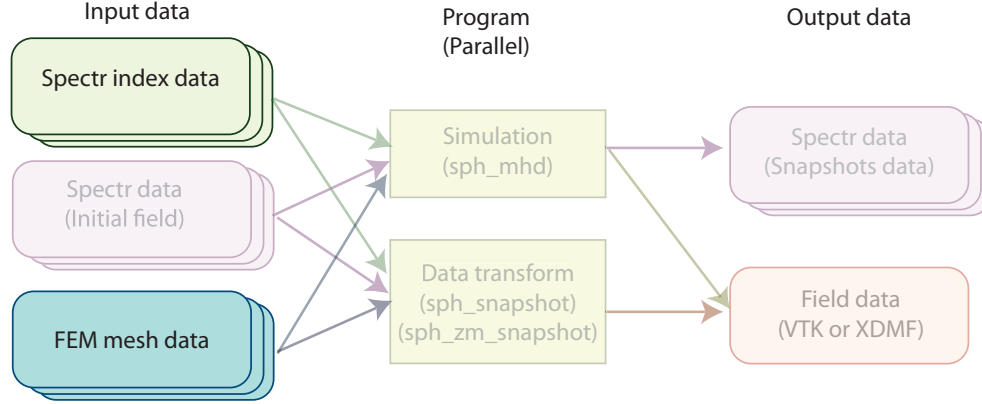 Input data
Program
(Parallel)
Output data
Spectr index data
Spectr data
(Initial field)
FEM mesh data
Simulation
(sph_mhd)
Data transform
(sph_snapshot)
(sph_zm_snapshot)
Spectr data
(Snapshots data)
Field data
(VTK or XDMF)